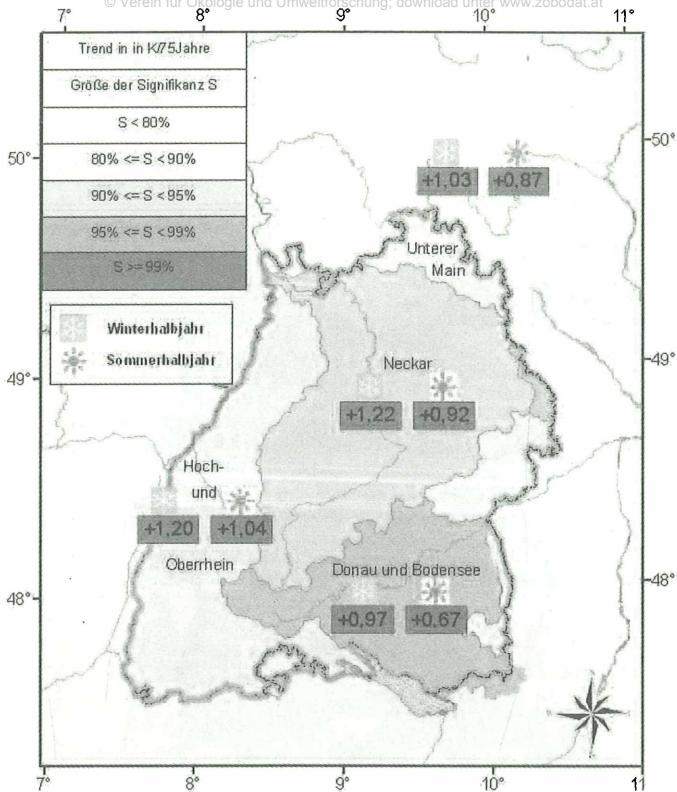 © Verein für Ökologie und Umweltforschung; download unter www.zobodat.at
7° 8° 9° 10° 11°
Trend in in K/75Jahre
Größe der Signifikanz S
S < 80%
80% <= S <90%
90% <= S <95%
95% <= S <99%
S >= 99%
Winterhalbjahr
Sommerhalbjahr
50° 50°
+1,03 +0,87
Unterer
Main
49° 49°
Neckar
+1,22 +0,92
Hoch-
und
+1,20 +1,04
Oberrhein
48° 48°
Donau und Bodensee
+0,97 +0,67
7° 8° 9° 10° 11